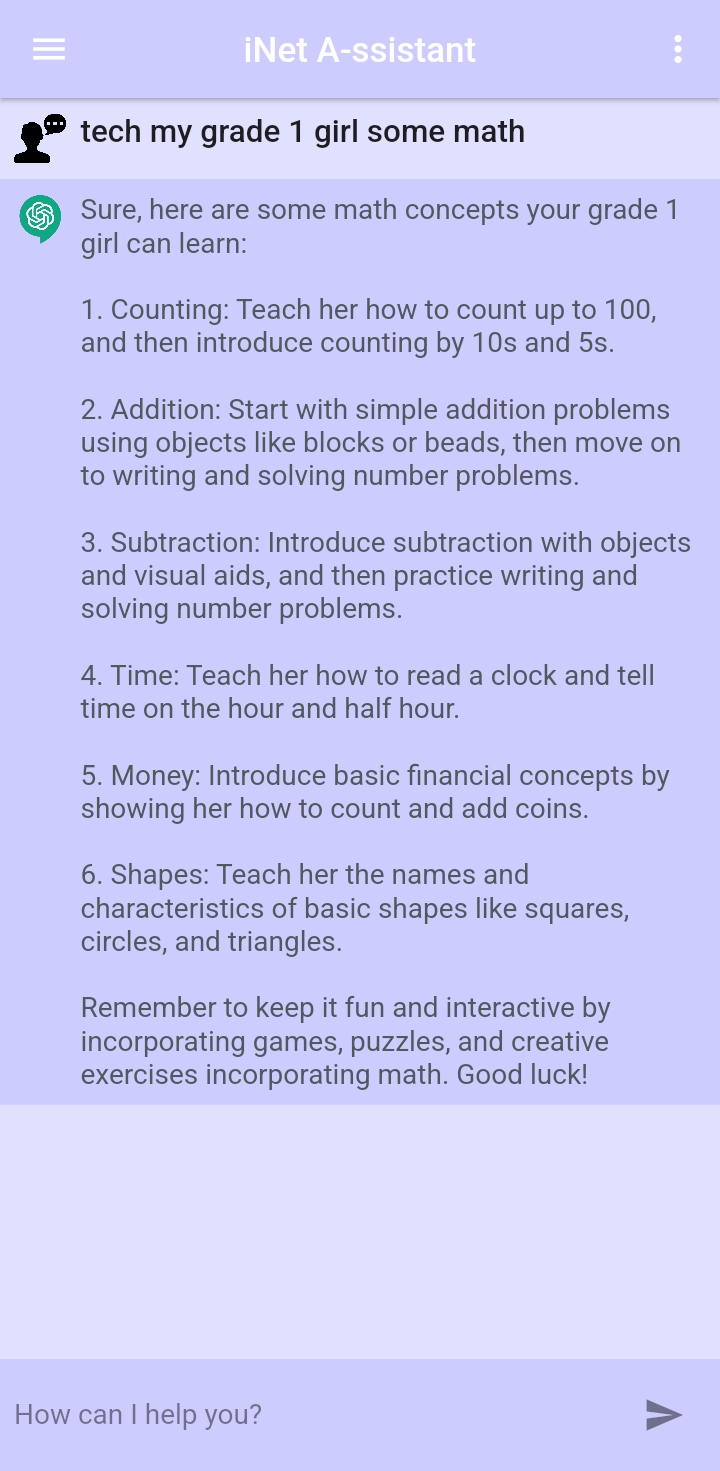 iNet A-ssistant
tech my grade 1 girl some math
Sure, here are some math concepts your grade 1
girl can learn:
1. Counting: Teach her how to count up to 100,
and then introduce counting by 10s and 5s.
2. Addition: Start with simple addition problems
using objects like blocks or beads, then move on
to writing and solving number problems.
3. Subtraction: Introduce subtraction with objects
and visual aids, and then practice writing and
solving number problems.
4. Time: Teach her how to read a clock and tell
time on the hour and half hour.
5. Money: Introduce basic financial concepts by
showing her how to count and add coins.
6. Shapes: Teach her the names and
characteristics of basic shapes like squares,
circles, and triangles.
Remember to keep it fun and interactive by
incorporating games, puzzles, and creative
exercises incorporating math. Good luck!
How can I help you?